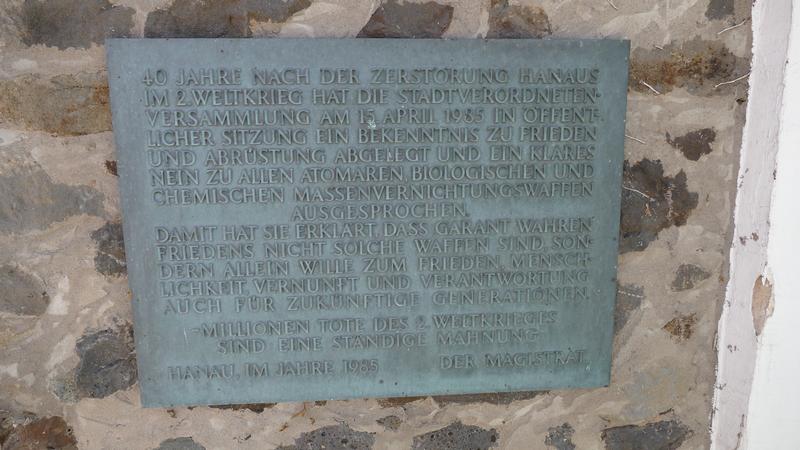 40 JAHRE NACH DER ZERSTÖRUNG HANAUS
IM 2. WELTKRIEG HAT DIE STADTVERORDNETEN-
VERSAMMLUNG AM APRIL 1985 IN ÖFFENT-
LICHER SITZUNG EIN BEKENNTNIS ZU FRIEDEN
UND ABRÜSTUNG ABGELEGT UND EIN KLARES
NEIN ZU ALLEN ATOMAREN, BIOLOGISCHEN UND
CHEMISCHEN MASSENVERNICHTUNGSWAFFEN
AUSGESPROCHEN.
DAMIT HAT SIE ERKLÄRT, DASS GARANT WAHREN
FRIEDENS NICHT SOLCHE WAFFEN SIND, SON-
DERN ALLEIN WILLE ZUM FRIEDEN, MENSCH-
LICHKEIT, VERNUNFT UND VERANTWORTUNG
AUCH FÜR ZUKÜNFTIGE GENERATIONEN.
-MILLIONEN TOTE DES 2. WELTKRIEGES
SIND EINE STÄNDIGE MAHNUNG-
HANAU, IM JAHRE 1985 DER MAGISTRAT